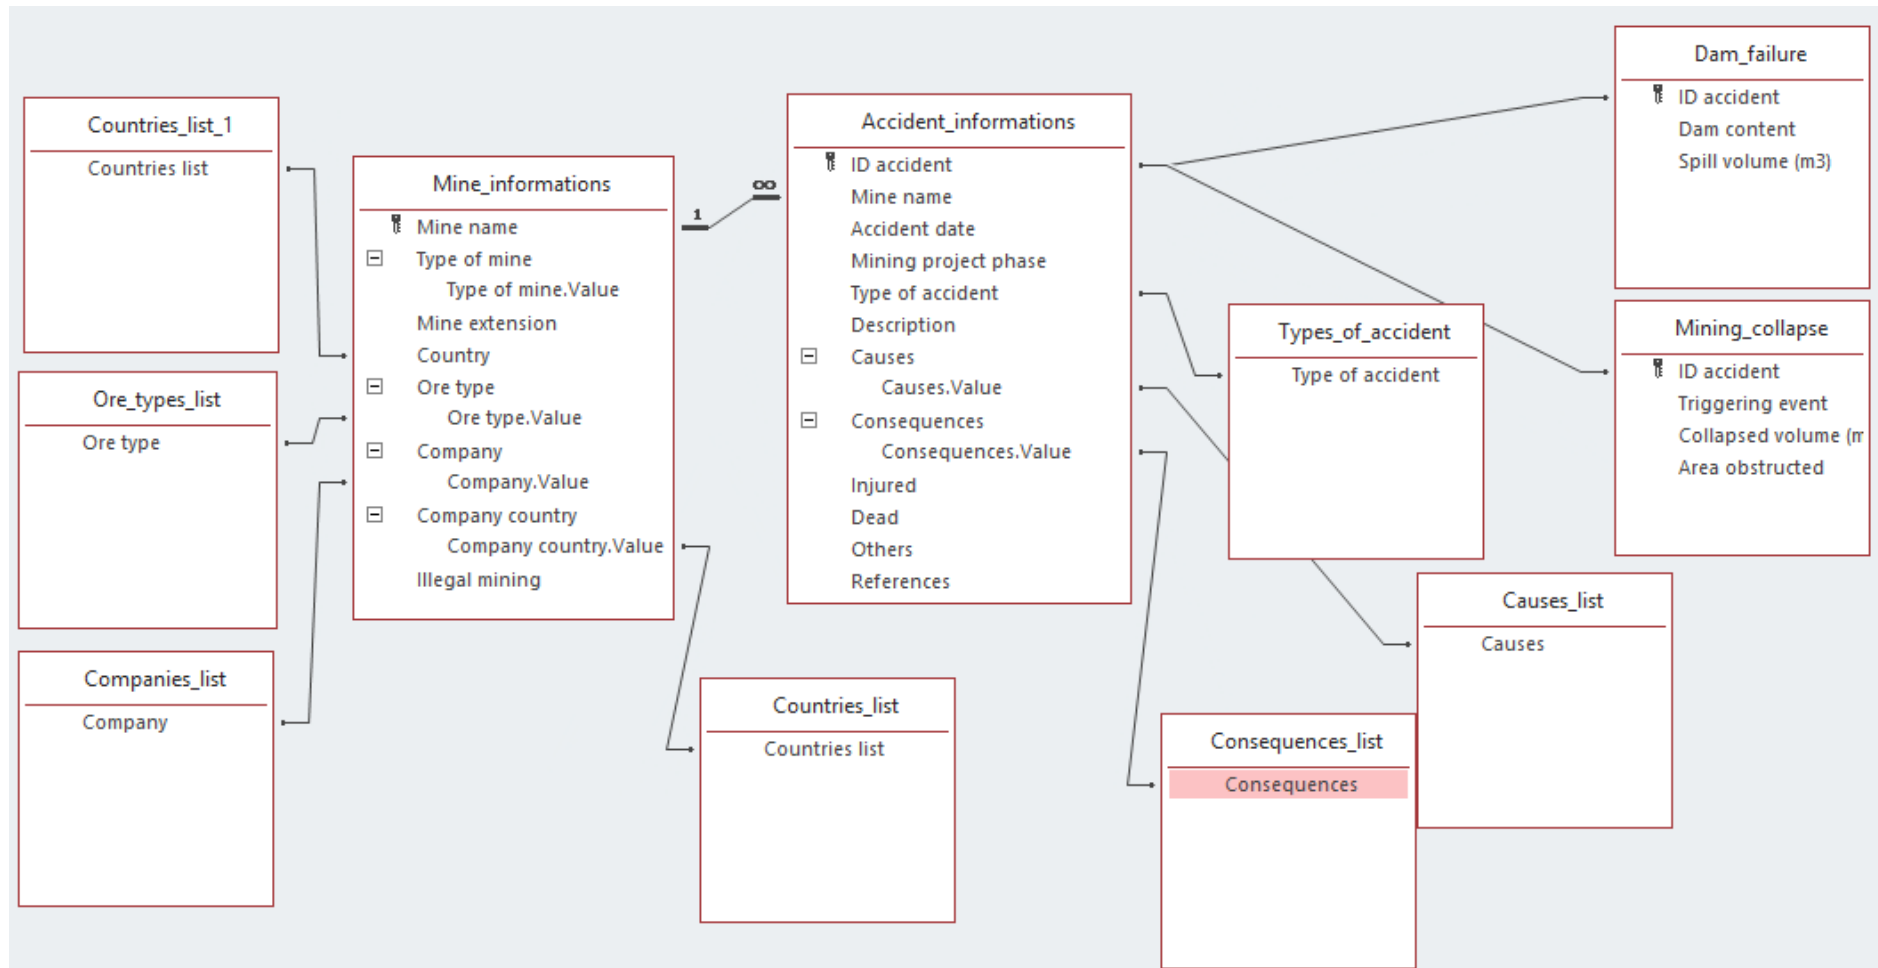 Countries_list_1
Countries list
Ore_types_list
Ore type
Companies_list
Company
Mine_informations
Mine name
Type of mine
Type of mine.Value
Mine extension
Country
Ore type
Ore type.Value
Company
Company.Value
Company country
Company country.Value
Illegal mining
1
∞
Accident_informations
ID accident
Mine name
Accident date
Mining project phase
Type of accident
Description
Causes
Causes.Value
Consequences
Consequences.Value
Injured
Dead
Others
References
Countries_list
Countries list
Dam_failure
ID accident
Dam content
Spill volume (m3)
Types_of_accident
Type of accident
Mining_collapse
ID accident
Triggering event
Collapsed volume (m
Area obstructed
Causes_list
Causes
Consequences_list
Consequences